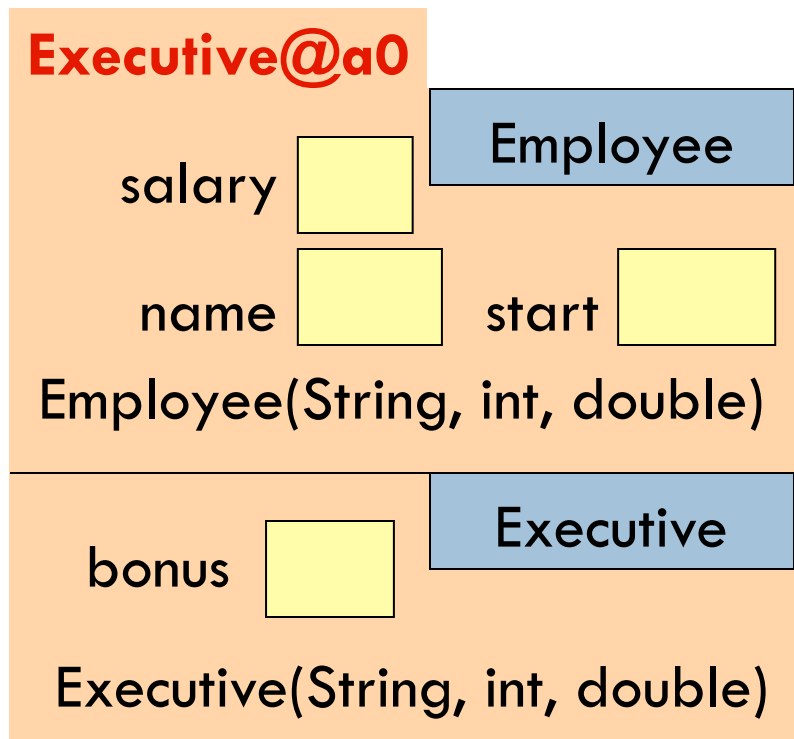 Executive@a0
Employee
salary
name start
Employee(String, int, double)
Executive
bonus
Executive(String, int, double)